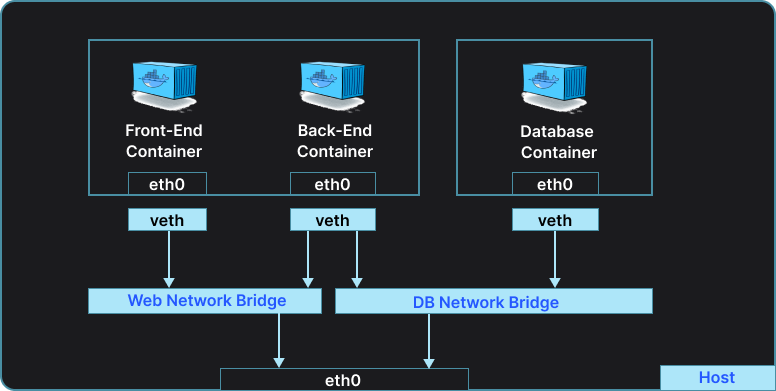 Front-End
Container
Back-End
Container
Database
Container
eth0
eth0
eth0
veth
veth
veth
Web Network Bridge
DB Network Bridge
eth0
Host